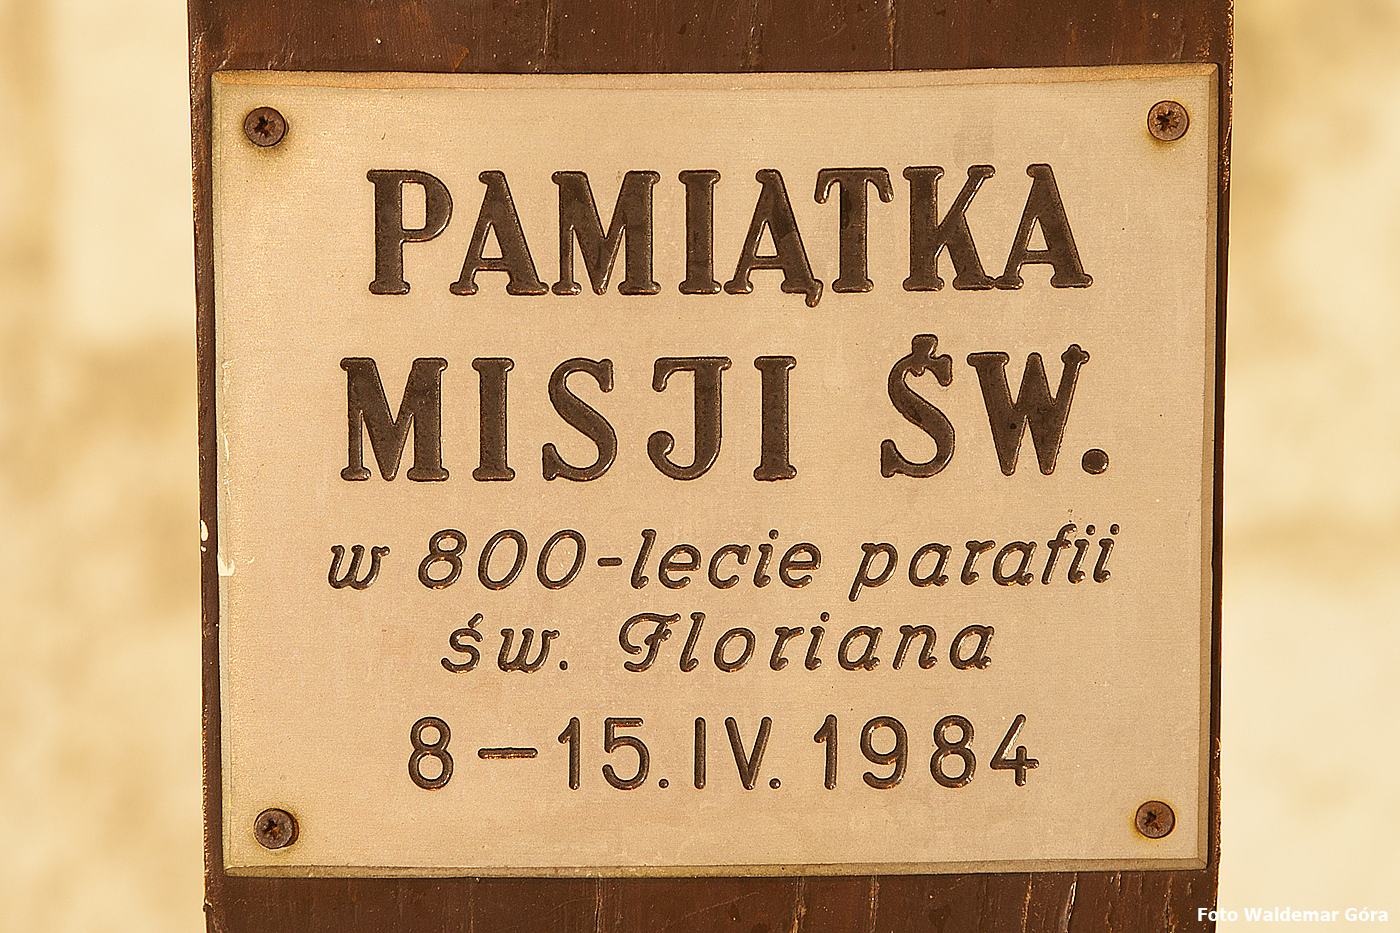 PAMIĄTKA
MISJI ŚW.
w 800-lecie parafii
św. Floriana
8-15.IV.1984
Foto Waldemar Góra